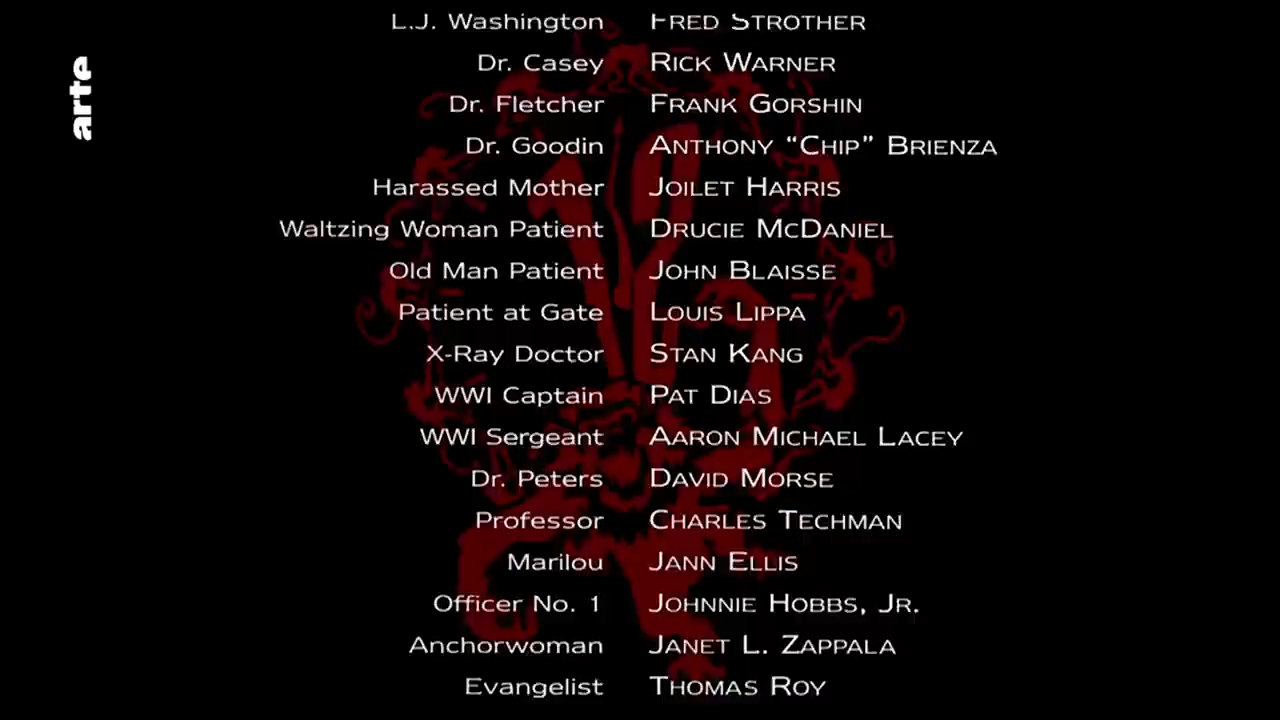 L.J. Washington FRED STROTHER
arte
Dr. Casey RICK WARNER
Dr. Fletcher FRANK GORSHIN
Dr. Goodin ANTHONY “CHIP” BRIENZA
Harassed Mother JOILET HARRIS
Waltzing Woman Patient DRUCIE MCDANIEL
Old Man Patient JOHN BLAISSE
Patient at Gate LOUIS LIPPA
X-Ray Doctor STAN KANG
WWI Captain PAT DIAS
WWI Sergeant AARON MICHAEL LACEY
Dr. Peters DAVID MORSE
Professor CHARLES TECHMAN
Marilou JANN ELLIS
Officer No. 1 JOHNNIE HOBBS, JR.
Anchorwoman JANET L. ZAPPALA
Evangelist THOMAS ROY